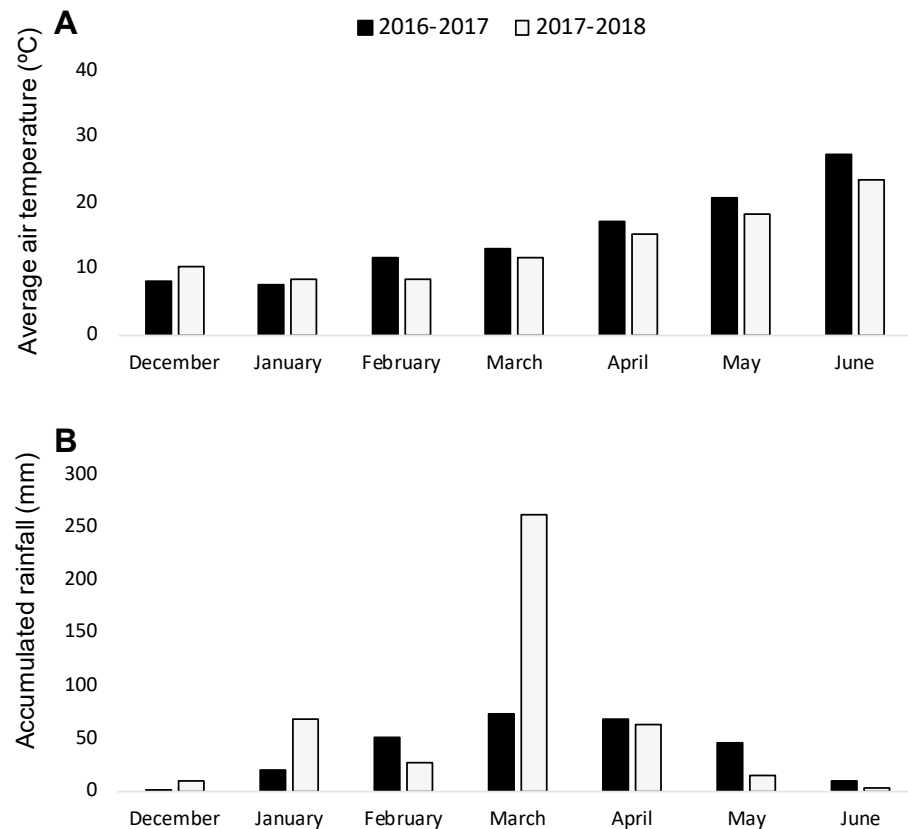 A
2016-2017 2017-2018
Average air temperature (ºC)
40
30
20
10
0
December January February March April May June
B
Accumulated rainfall (mm)
300
250
200
150
100
50
0
December January February March April May June